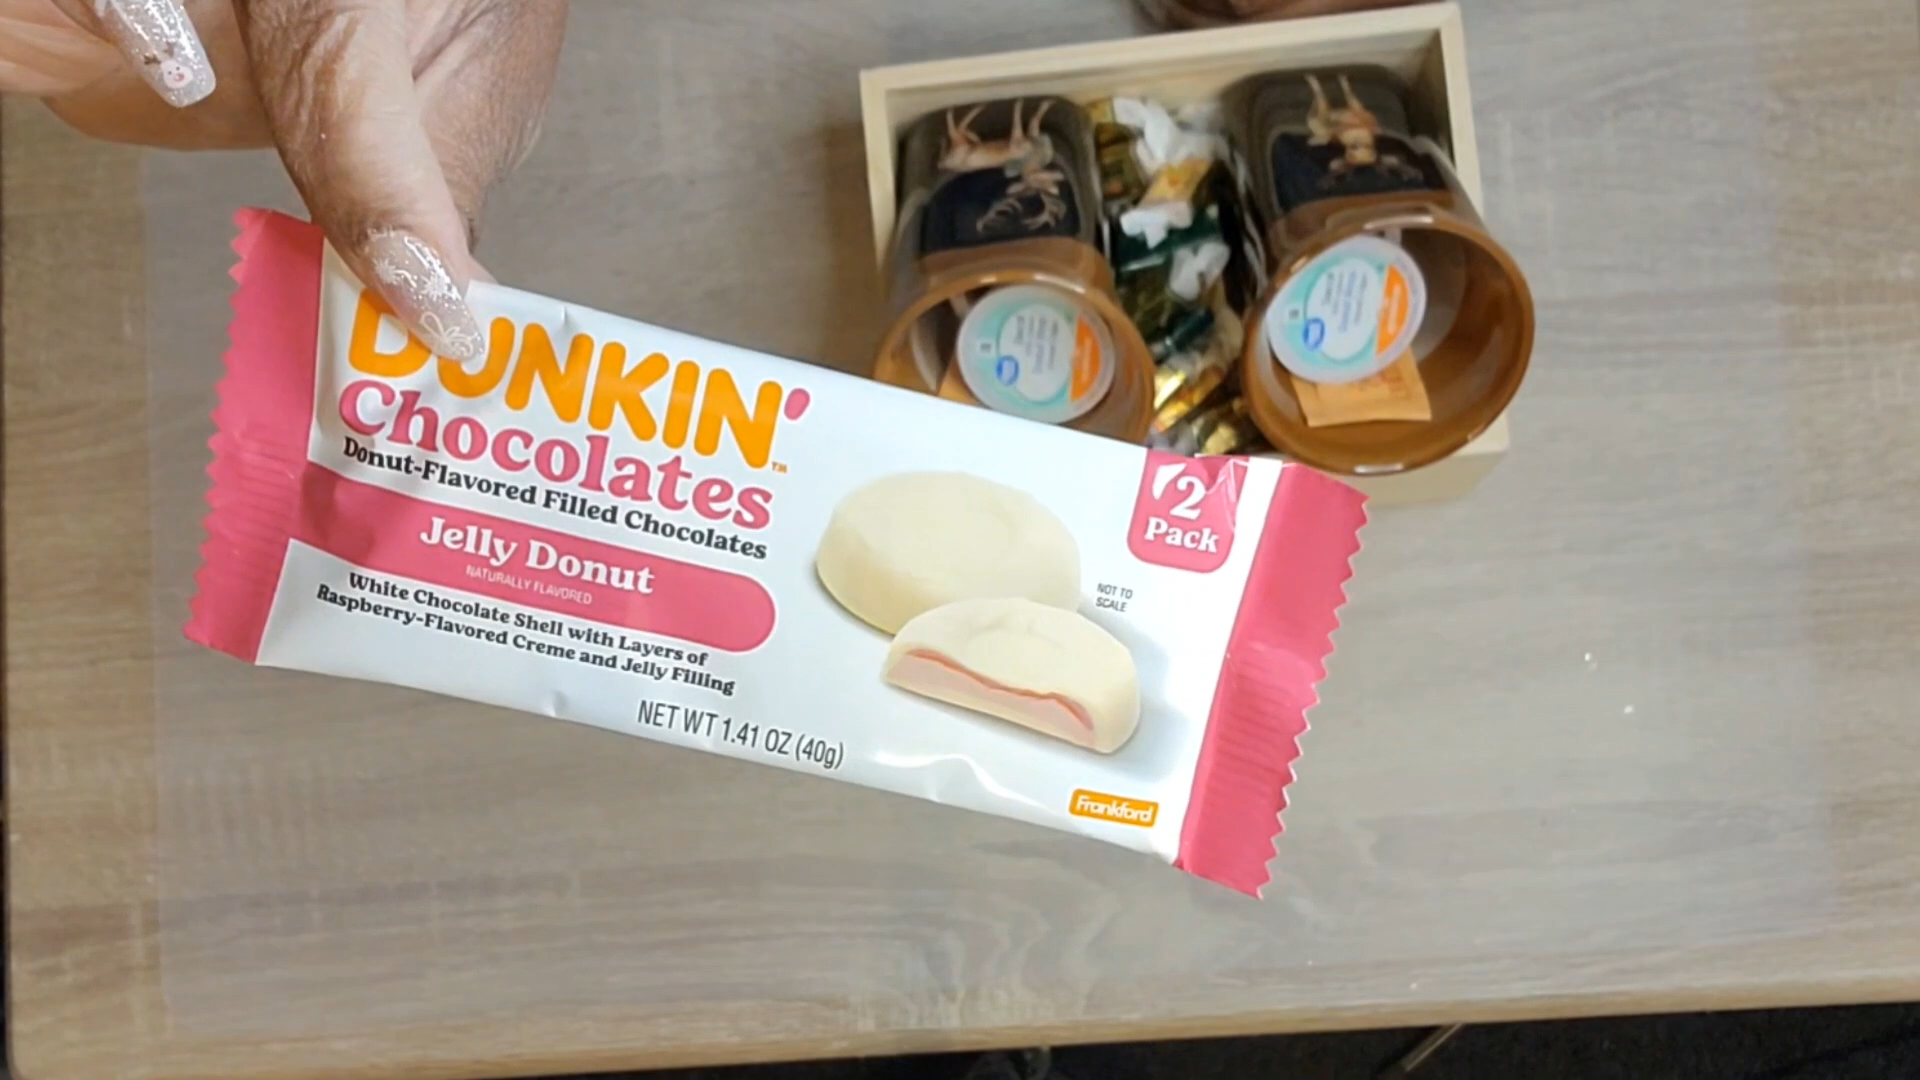 DUNKIN'™
Chocolates
Donut-Flavored Filled Chocolates
Jelly Donut
NATURALLY FLAVORED
White Chocolate Shell with Layers of
Raspberry-Flavored Creme and Jelly Filling
NET WT 1.41 OZ (40g)
2
Pack
NOT TO
SCALE
Frankford